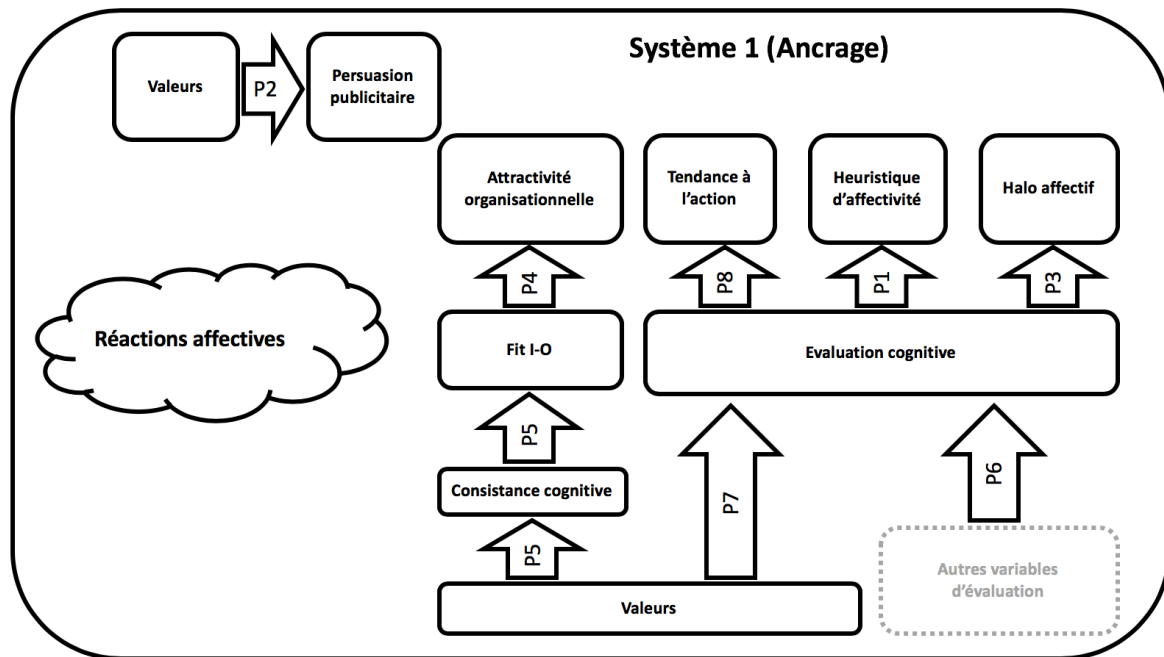 Système 1 (Ancrage)
Valeurs
P2
Persuasion
publicitaire
Attractivité
organisationnelle
Tendance à
l'action
Heuristique
d'affectivité
Halo affectif
P4
P8
P1
P3
Réactions affectives
Fit I-O
Evaluation cognitive
P5
P7
P6
Consistance cognitive
P5
Autres variables
d'évaluation
Valeurs